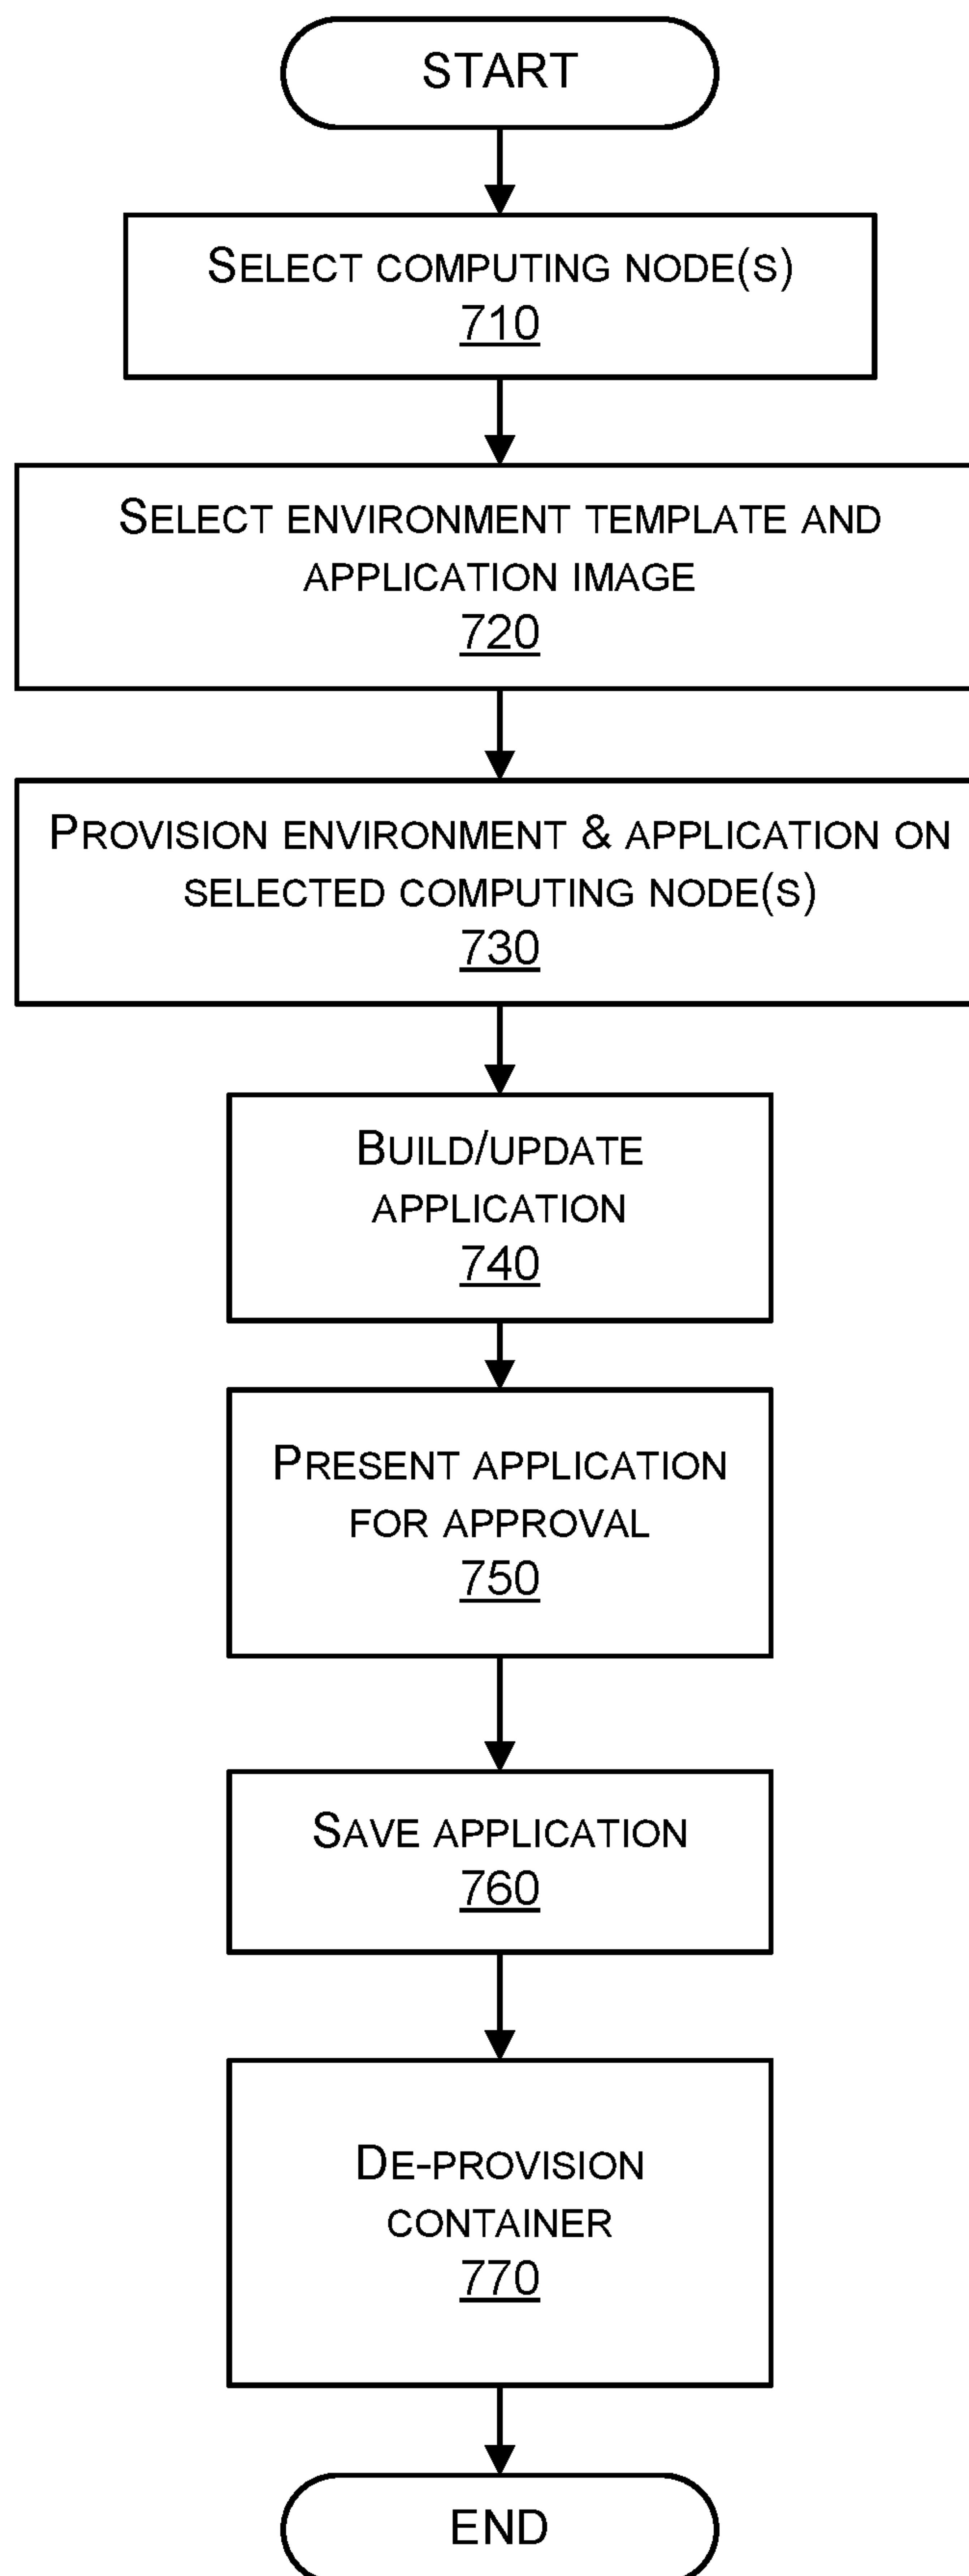 START
SELECT COMPUTING NODE(S)
710
SELECT ENVIRONMENT TEMPLATE AND
APPLICATION IMAGE
720
PROVISION ENVIRONMENT & APPLICATION ON
SELECTED COMPUTING NODE(S)
730
BUILD/UPDATE
APPLICATION
740
PRESENT APPLICATION
FOR APPROVAL
750
SAVE APPLICATION
760
DE-PROVISION
CONTAINER
770
END